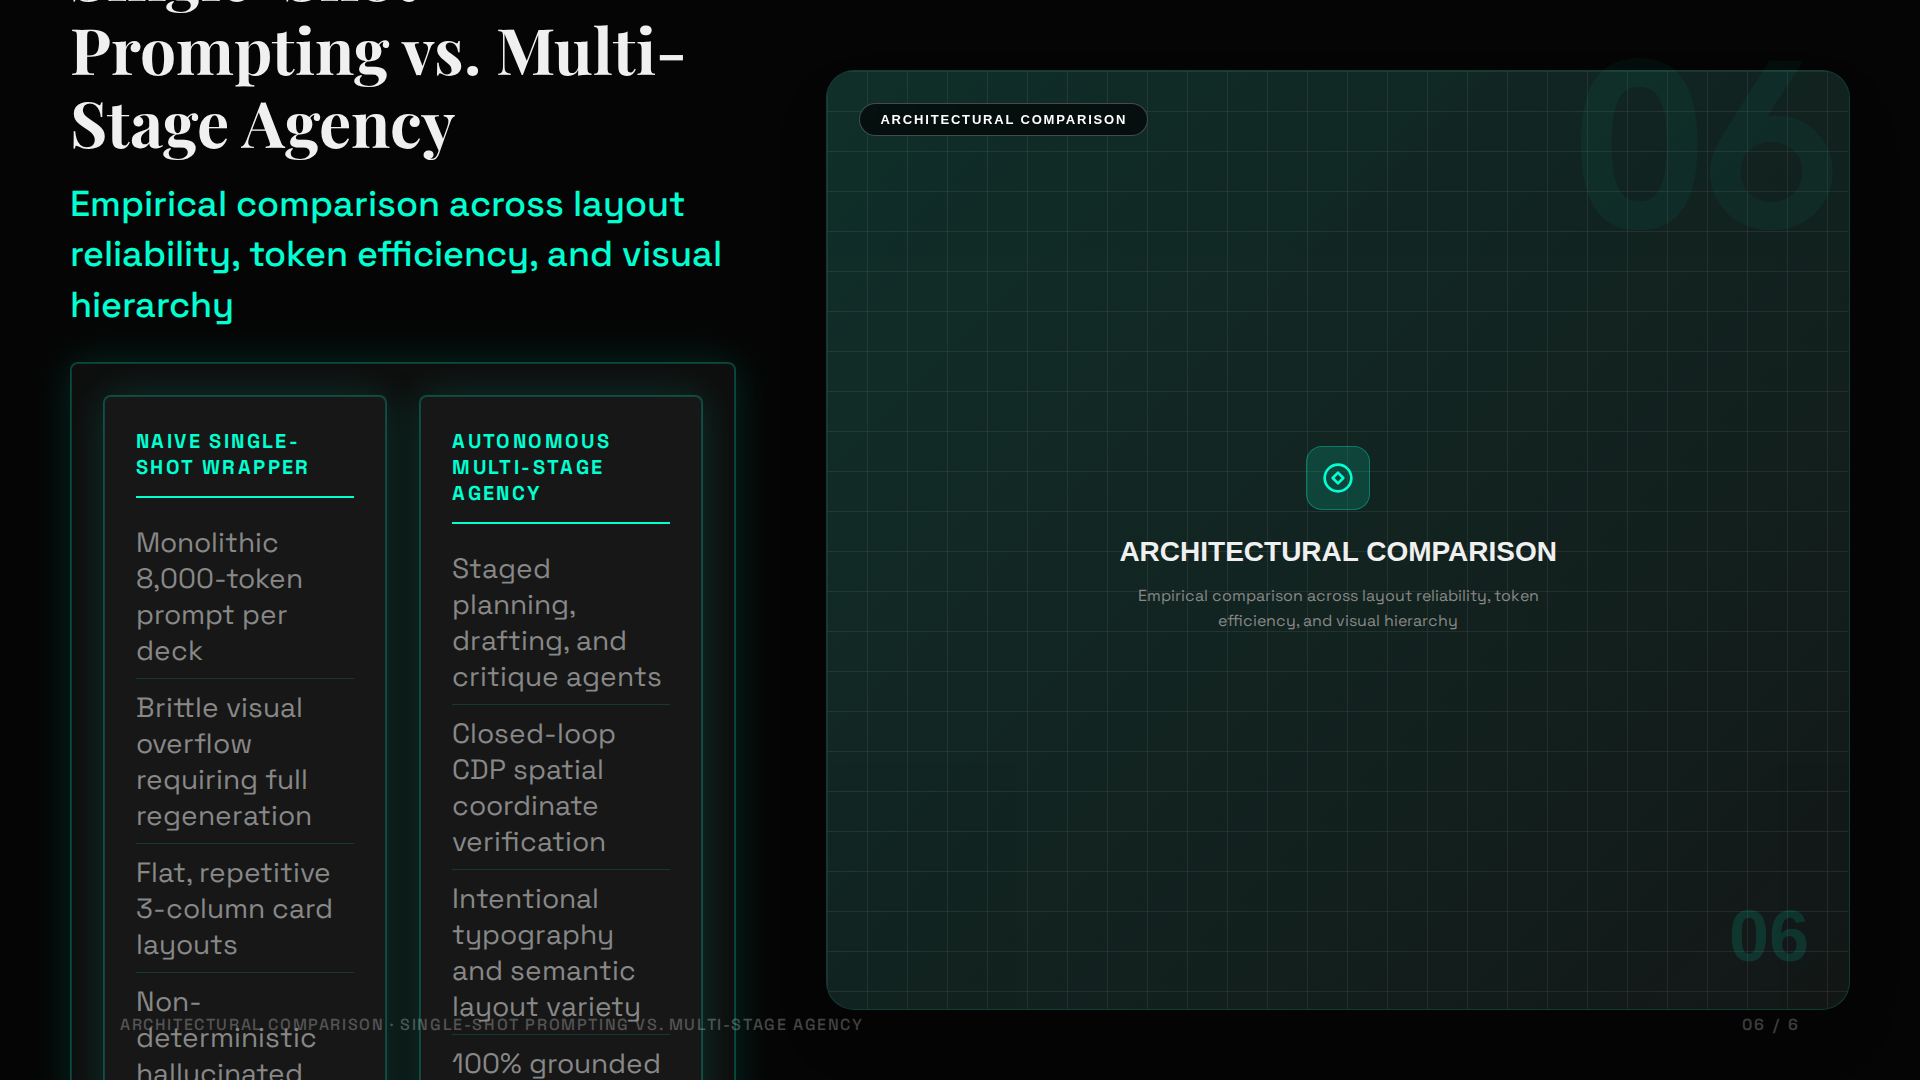 Single-Shot
Prompting vs. Multi-
Stage Agency
Empirical comparison across layout
reliability, token efficiency, and visual
hierarchy
NAIVE SINGLE-
SHOT WRAPPER
Monolithic
8,000-token
prompt per
deck
Brittle visual
overflow
requiring full
regeneration
Flat, repetitive
3-column card
layouts
Non-
deterministic
hallucinated
AUTONOMOUS
MULTI-STAGE
AGENCY
Staged
planning,
drafting, and
critique agents
Closed-loop
CDP spatial
coordinate
verification
Intentional
typography
and semantic
layout variety
100% grounded
ARCHITECTURAL COMPARISON
06
ARCHITECTURAL COMPARISON
Empirical comparison across layout reliability, token
efficiency, and visual hierarchy
06
ARCHITECTURAL COMPARISON · SINGLE-SHOT PROMPTING VS. MULTI-STAGE AGENCY
06 / 6